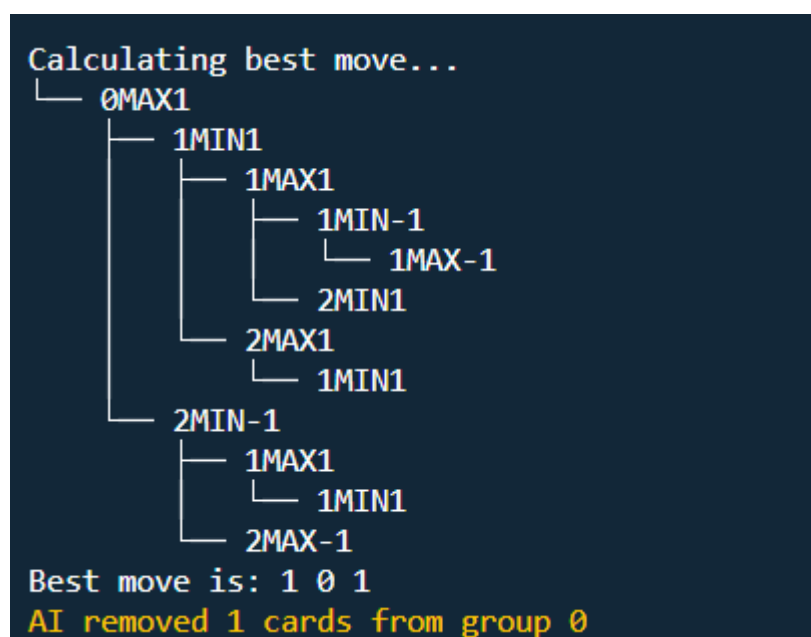 Calculating best move...
└── 0MAX1
    ├── 1MIN1
    │   ├── 1MAX1
    │   │   ├── 1MIN-1
    │   │   │   └── 1MAX-1
    │   │   └── 2MIN1
    │   └── 2MAX1
    │       └── 1MIN1
    └── 2MIN-1
        ├── 1MAX1
        │   └── 1MIN1
        └── 2MAX-1
Best move is: 1 0 1
AI removed 1 cards from group 0